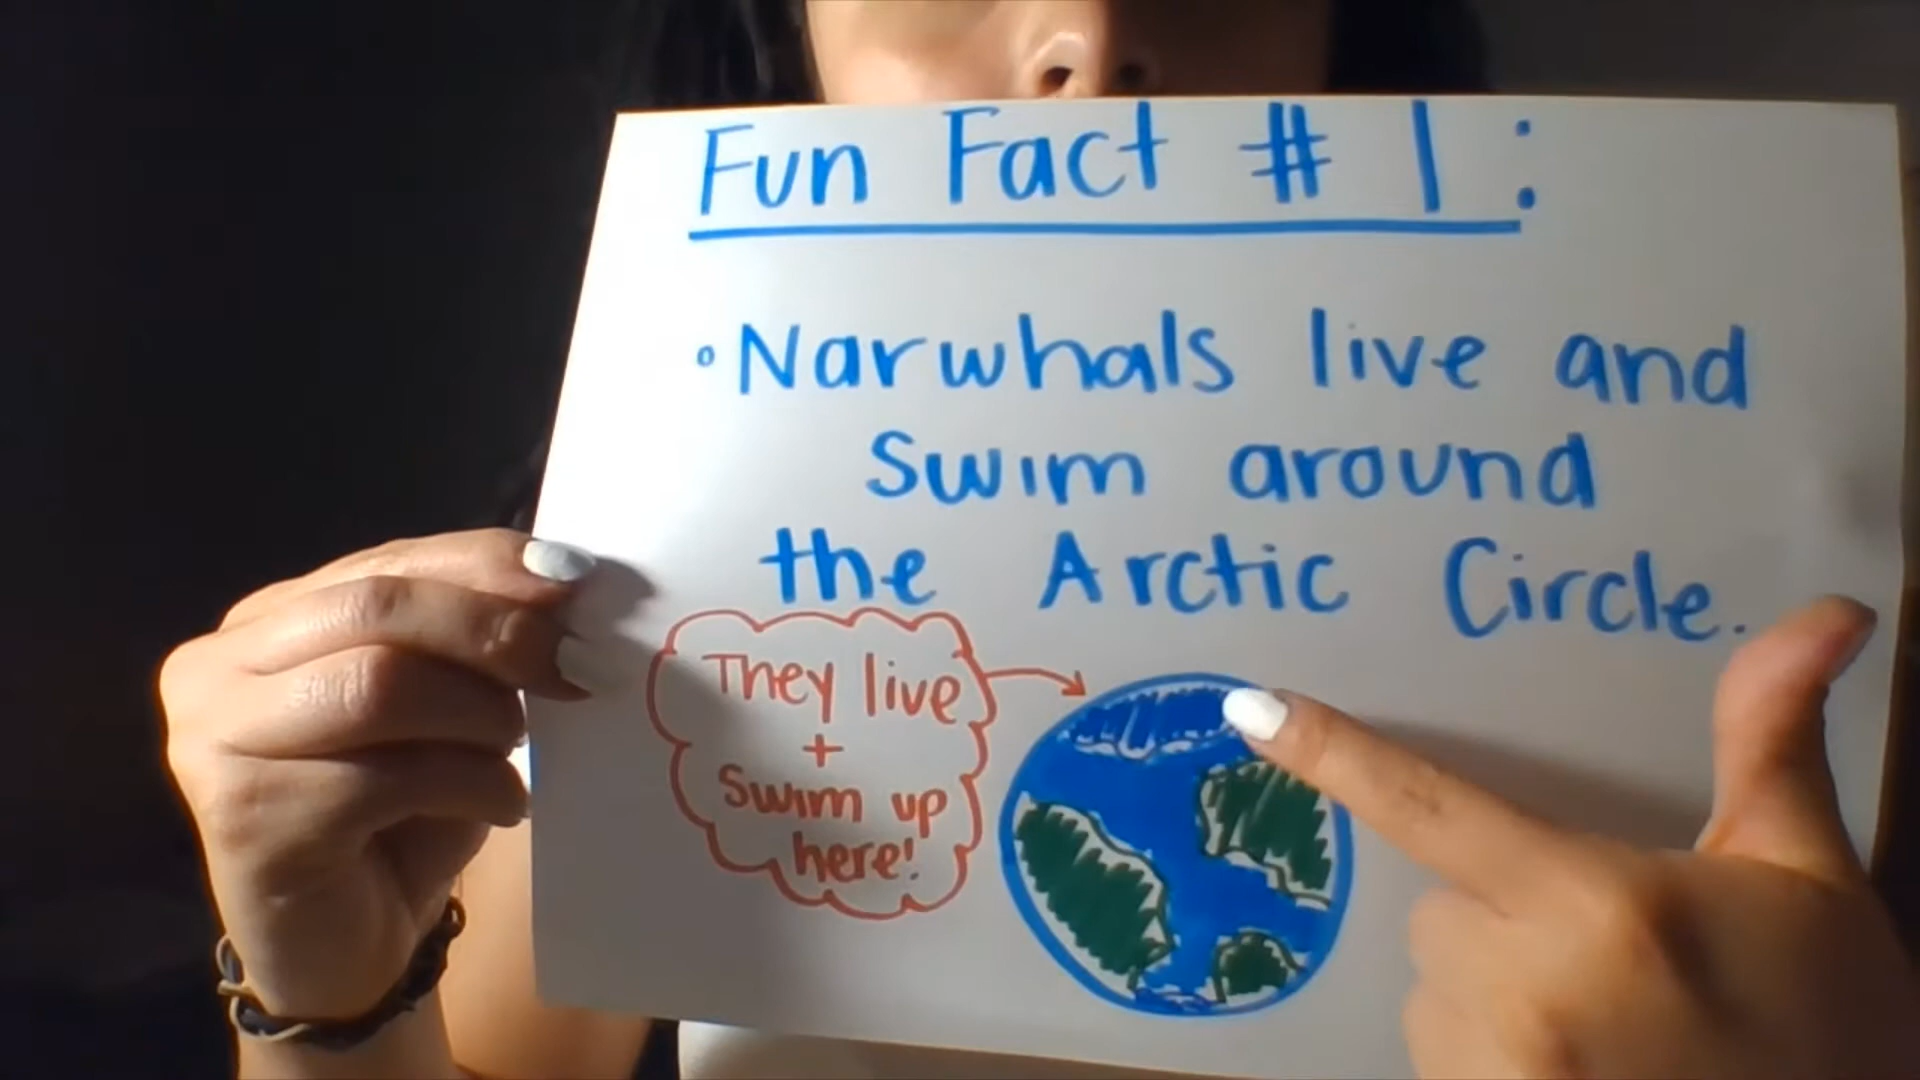 Fun Fact # 1:
• Narwhals live and
swim around
the Arctic Circle.
They live
+
swim up
here!